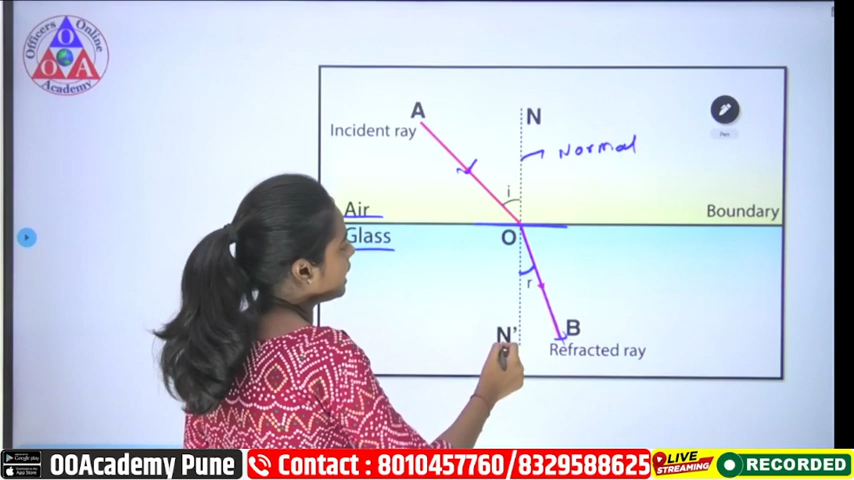 Officers Online
O
O A
Academy
A
N
Incident ray
Normal
Pen
i
Air
Boundary
Glass
O
r
N'
B
Refracted ray
OOAcademy Pune
Contact : 8010457760/8329588625
LIVE
STREAMING
RECORDED